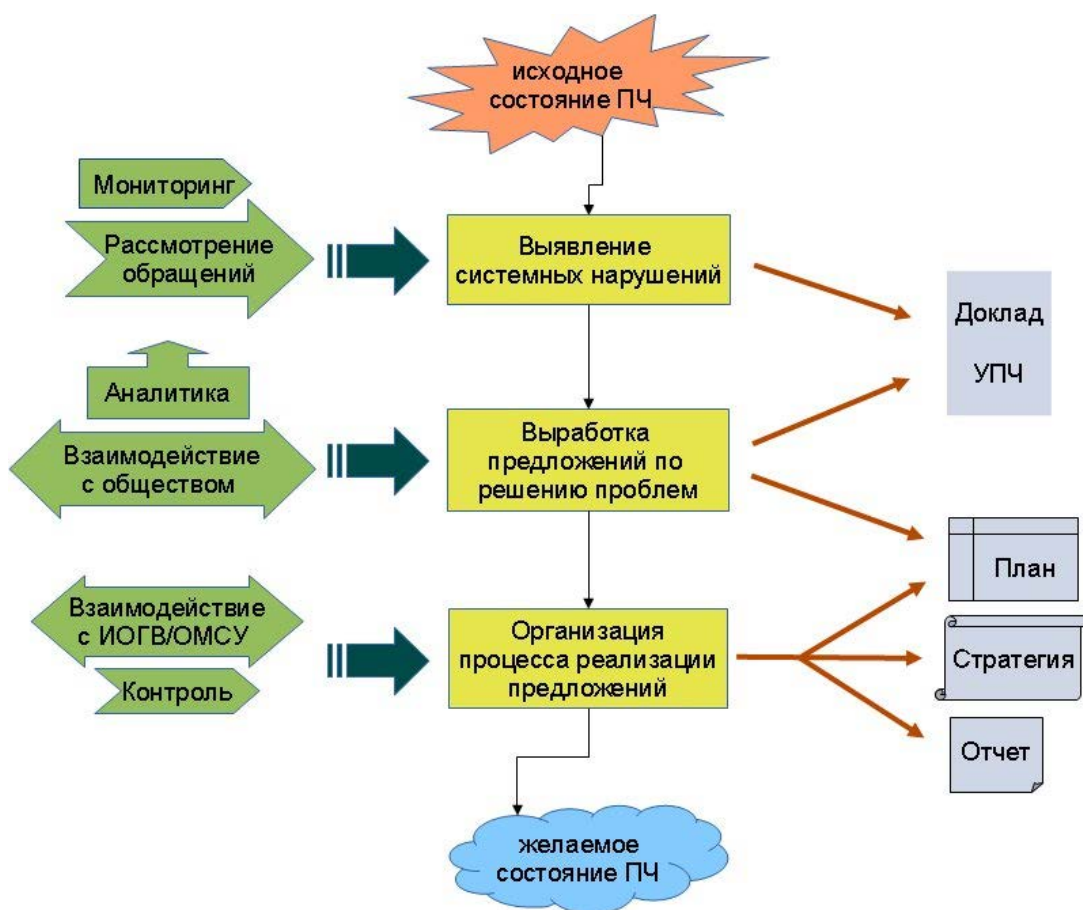 исходное
состояние ПЧ
Мониторинг
Рассмотрение
обращений
Выявление
системных нарушений
Доклад
УПЧ
Аналитика
Взаимодействие
с обществом
Выработка
предложений по
решению проблем
План
Взаимодействие
с ИОГВ/ОМСУ
Контроль
Организация
процесса реализации
предложений
Стратегия
Отчет
желаемое
состояние ПЧ